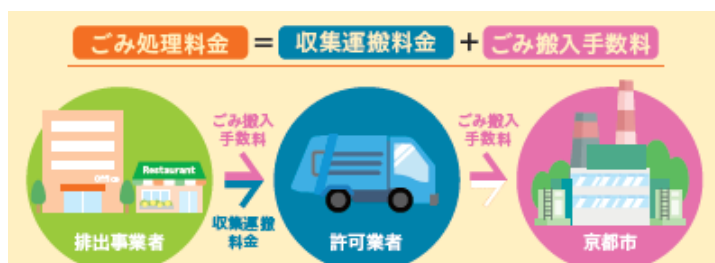 ごみ処理料金 = 収集運搬料金 + ごみ搬入手数料
ごみ搬入
手数料
ごみ搬入
手数料
Office
Restaurant
収集運搬
料金
排出事業者
許可業者
京都市